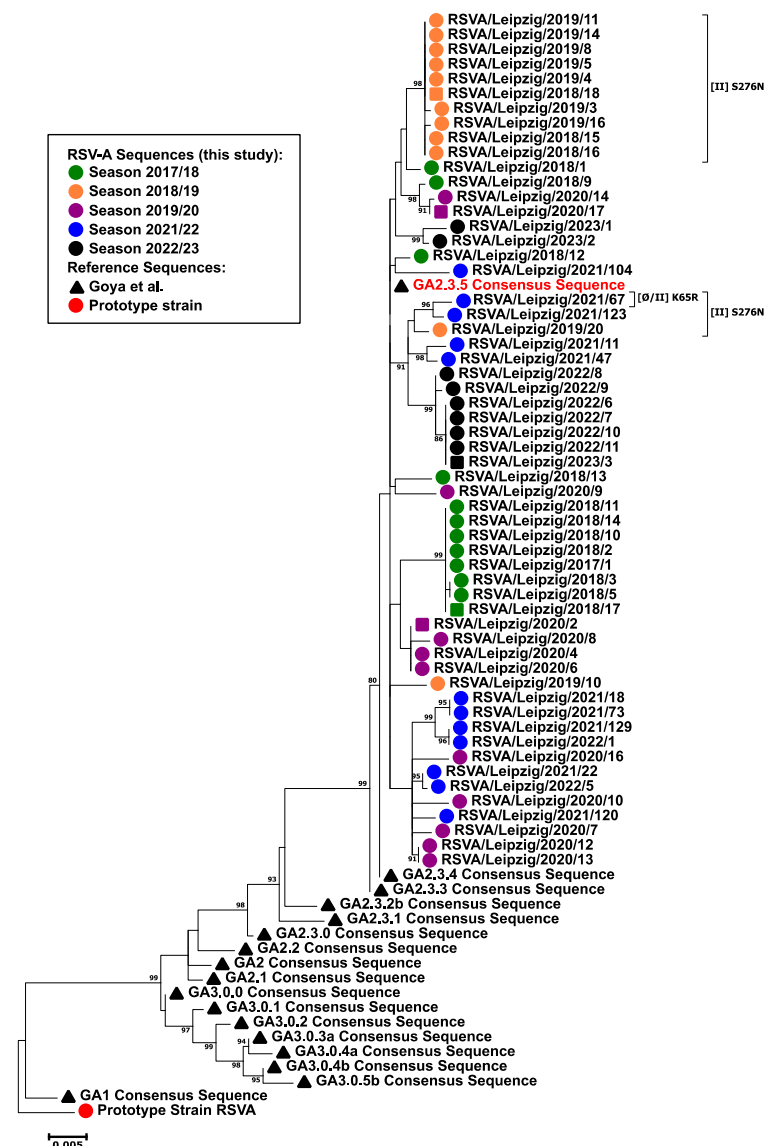 RSVA/Leipzig/2019/11
RSVA/Leipzig/2019/14
RSVA/Leipzig/2019/8
RSVA/Leipzig/2019/5
RSVA/Leipzig/2019/4
98
[II] S276N
RSVA/Leipzig/2018/18
RSVA/Leipzig/2019/3
RSVA/Leipzig/2019/16
RSVA/Leipzig/2018/15
RSVA/Leipzig/2018/16
RSV-A Sequences (this study):
Season 2017/18
Season 2018/19
Season 2019/20
Season 2021/22
Season 2022/23
Reference Sequences:
Goya et al.
Prototype strain
RSVA/Leipzig/2018/1
RSVA/Leipzig/2018/9
98
RSVA/Leipzig/2020/14
91
RSVA/Leipzig/2020/17
RSVA/Leipzig/2023/1
99
RSVA/Leipzig/2023/2
RSVA/Leipzig/2018/12
RSVA/Leipzig/2021/104
GA2.3.5 Consensus Sequence
96
RSVA/Leipzig/2021/67
[Ø/II] K65R
[II] S276N
RSVA/Leipzig/2021/123
RSVA/Leipzig/2019/20
RSVA/Leipzig/2021/11
91
98
RSVA/Leipzig/2021/47
RSVA/Leipzig/2022/8
RSVA/Leipzig/2022/9
99
RSVA/Leipzig/2022/6
RSVA/Leipzig/2022/7
RSVA/Leipzig/2022/10
86
RSVA/Leipzig/2022/11
RSVA/Leipzig/2023/3
RSVA/Leipzig/2018/13
RSVA/Leipzig/2020/9
RSVA/Leipzig/2018/11
RSVA/Leipzig/2018/14
RSVA/Leipzig/2018/10
99
RSVA/Leipzig/2018/2
RSVA/Leipzig/2017/1
RSVA/Leipzig/2018/3
RSVA/Leipzig/2018/5
RSVA/Leipzig/2018/17
RSVA/Leipzig/2020/2
RSVA/Leipzig/2020/8
RSVA/Leipzig/2020/4
RSVA/Leipzig/2020/6
80
RSVA/Leipzig/2019/10
95
RSVA/Leipzig/2021/18
99
RSVA/Leipzig/2021/73
RSVA/Leipzig/2021/129
96
RSVA/Leipzig/2022/1
RSVA/Leipzig/2020/16
95
RSVA/Leipzig/2021/22
99
RSVA/Leipzig/2022/5
RSVA/Leipzig/2020/10
RSVA/Leipzig/2021/120
RSVA/Leipzig/2020/7
RSVA/Leipzig/2020/12
91
RSVA/Leipzig/2020/13
GA2.3.4 Consensus Sequence
93
GA2.3.3 Consensus Sequence
98
GA2.3.2b Consensus Sequence
GA2.3.1 Consensus Sequence
GA2.3.0 Consensus Sequence
GA2.2 Consensus Sequence
GA2 Consensus Sequence
99
GA2.1 Consensus Sequence
GA3.0.0 Consensus Sequence
GA3.0.1 Consensus Sequence
97
GA3.0.2 Consensus Sequence
99
94
GA3.0.3a Consensus Sequence
GA3.0.4a Consensus Sequence
98
GA3.0.4b Consensus Sequence
95
GA3.0.5b Consensus Sequence
GA1 Consensus Sequence
Prototype Strain RSVA
0.005